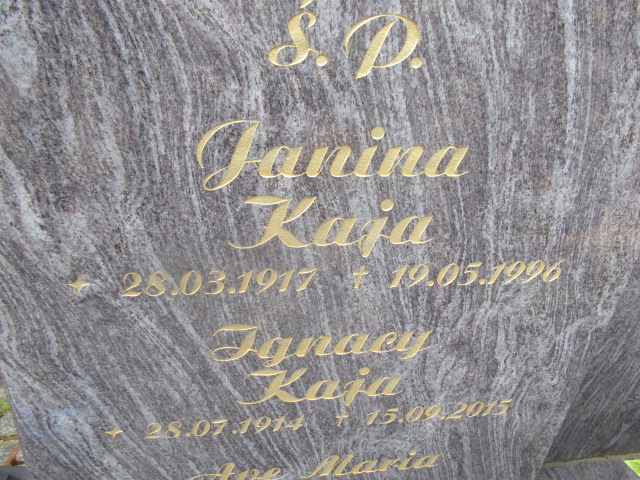 Ś. P.
Janina
Kaja
✦ 28.03.1917 † 19.05.1996
Ignacy
Kaja
✦ 28.07.1914 † 15.09.2015
Ave Maria